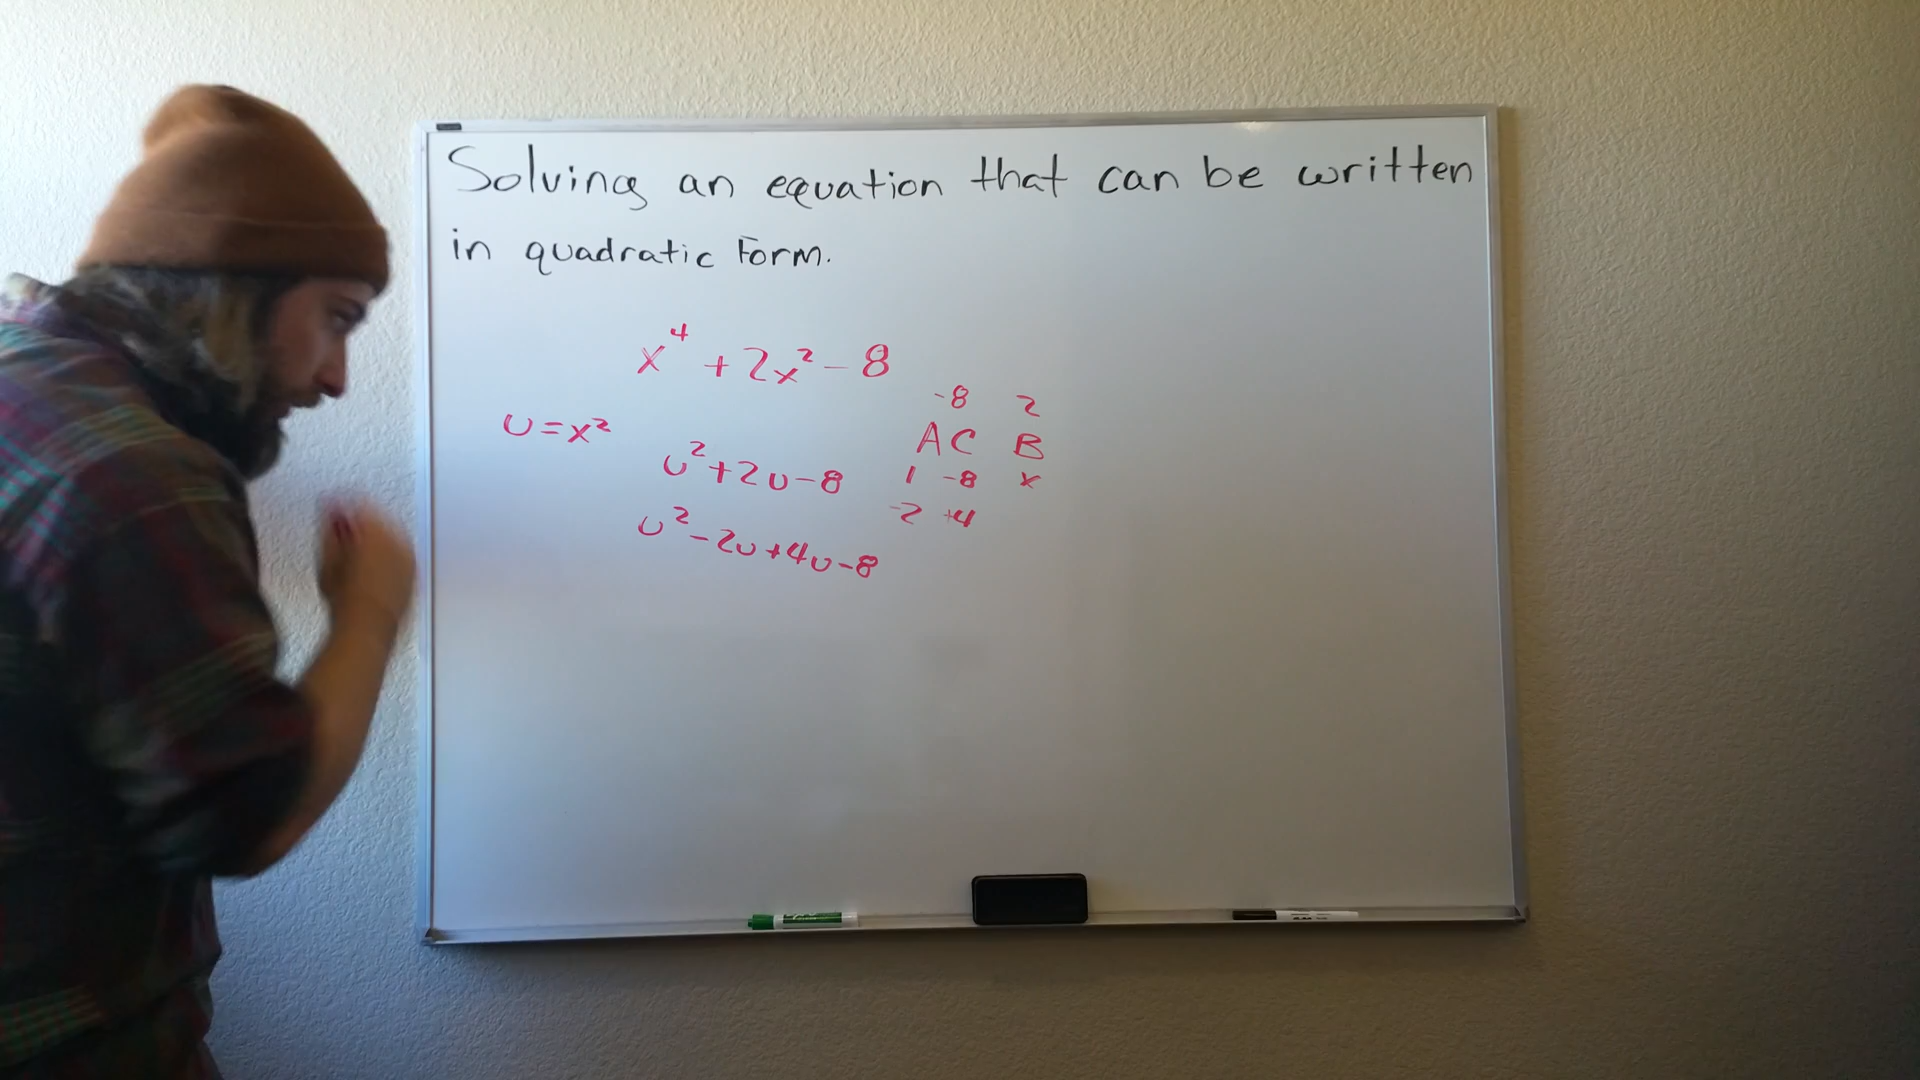 Solving an equation that can be written
in quadratic Form.
x⁴ + 2x² - 8
-8 2
U = x²
A C B
u² + 2u - 8
1 -8 x
-2 +4
u² - 2u + 4u - 8